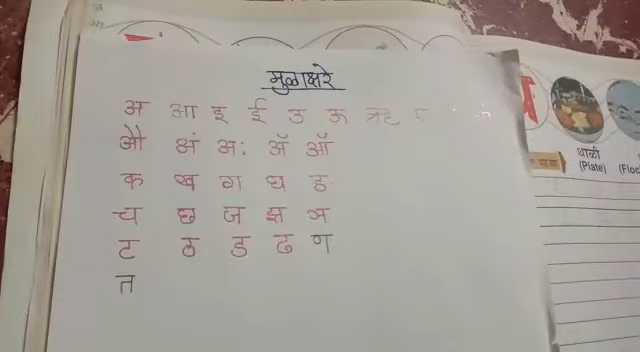 मुळाक्षरे
अ आ इ ई उ ऊ ऋ ए
औ अं अः ॲ ऑ
क ख ग घ ठ
च छ ज झ ञ
ट ठ ड ढ ण
त
थाळी
(Plate)